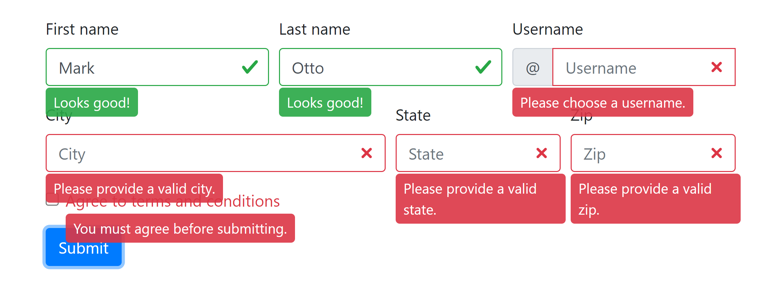 First name Last name Username
Mark Otto @ Username
Looks good! Looks good! Please choose a username.
City State Zip
City State Zip
Please provide a valid city. Please provide a valid state. Please provide a valid zip.
Agree to terms and conditions
You must agree before submitting.
Submit